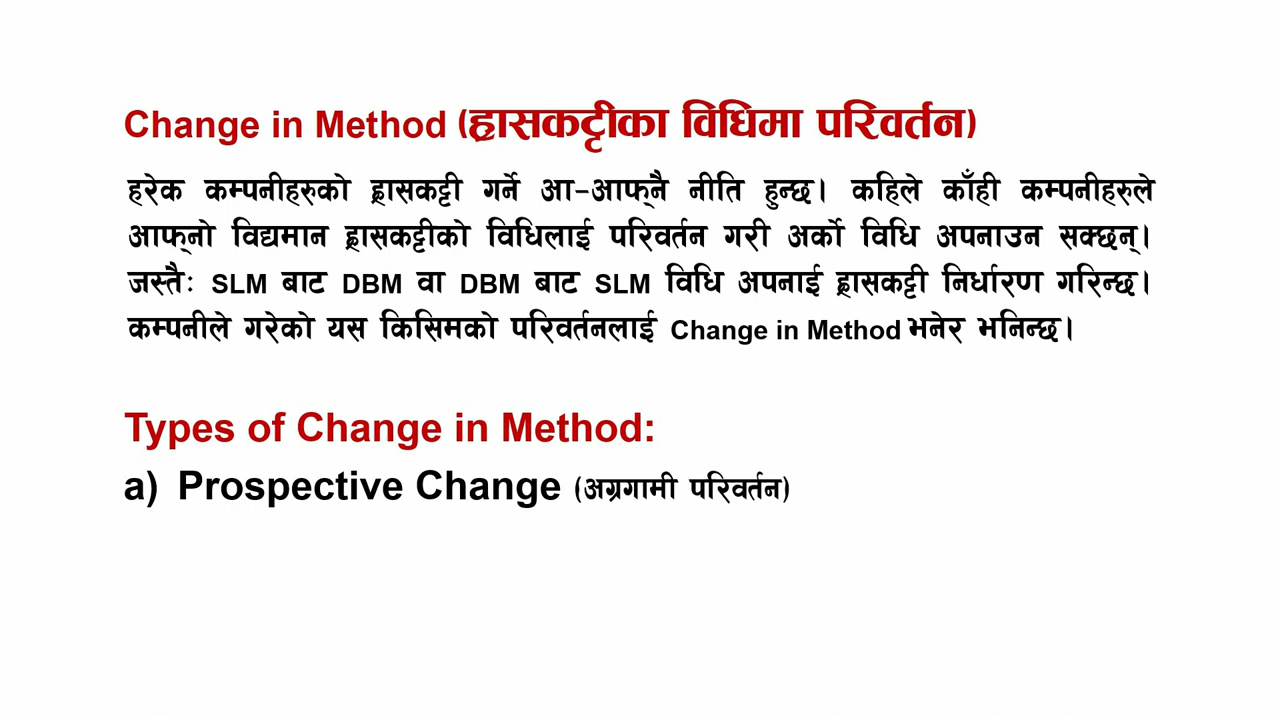 Change in Method (ह्रासकट्टीका विधिमा परिवर्तन)
हरेक कम्पनीहरुको ह्रासकट्टी गर्ने आ-आफ्नै नीति हुन्छ। कहिले काँही कम्पनीहरुले
आफ्नो विद्यमान ह्रासकट्टीको विधिलाई परिवर्तन गरी अर्को विधि अपनाउन सक्छन्।
जस्तैः SLM बाट DBM वा DBM बाट SLM विधि अपनाई ह्रासकट्टी निर्धारण गरिन्छ।
कम्पनीले गरेको यस किसिमको परिवर्तनलाई Change in Method भनेर भनिन्छ।
Types of Change in Method:
a) Prospective Change (अग्रगामी परिवर्तन)